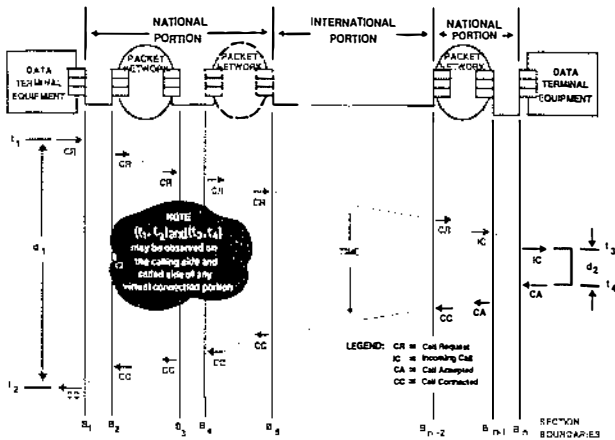 NATIONAL PORTION
INTERNATIONAL PORTION
NATIONAL PORTION
DATA TERMINAL EQUIPMENT
PACKET NETWORK
PACKET NETWORK
PACKET NETWORK
DATA TERMINAL EQUIPMENT
t1
CR
CR
CR
CR
CR
CR
IC
IC
t3
d1
d2
NOTE
(t1, t2) and (t3, t4)
may be observed on
the calling side and
called side of any
virtual connection portion
TIME
CA
t4
CA
CC
CC
CC
CC
CC
t2
LEGEND: CR = Call Request
IC = Incoming Call
CA = Call Accepted
CC = Call Connected
B1 B2 B3 B4 B5 Bn-2 Bn-1 Bn
SECTION BOUNDARIES